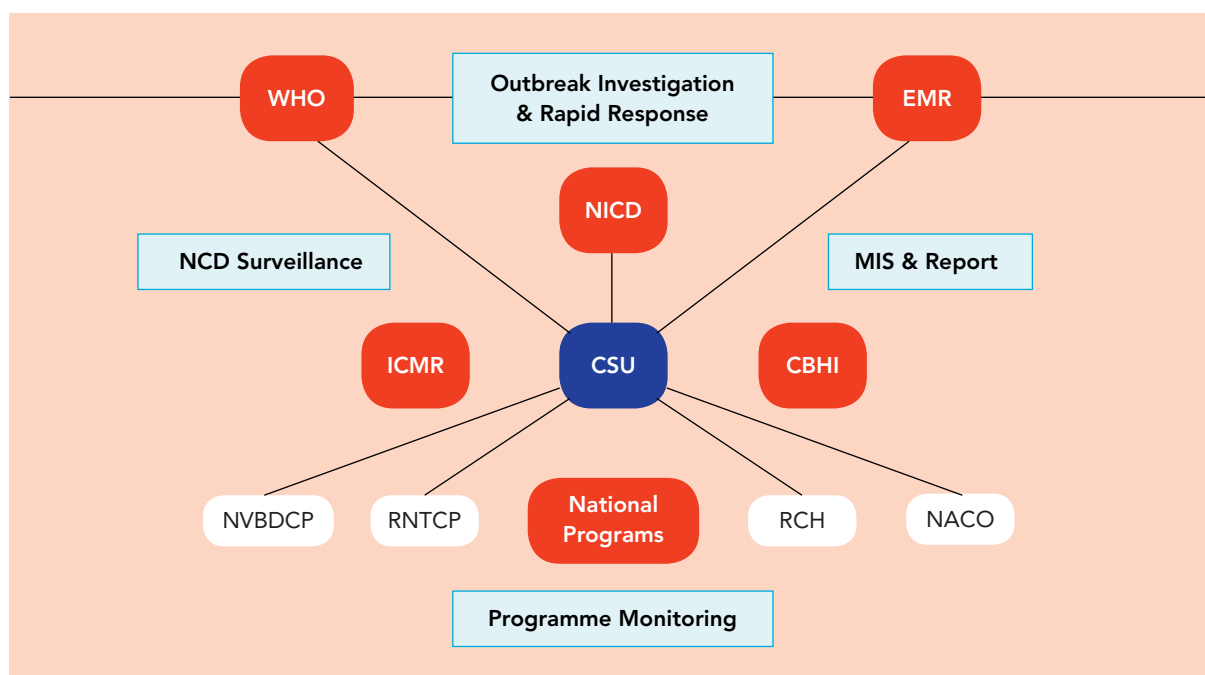 WHO
Outbreak Investigation
& Rapid Response
EMR
NICD
NCD Surveillance
MIS & Report
ICMR
CSU
CBHI
NVBDCP
RNTCP
National
Programs
RCH
NACO
Programme Monitoring